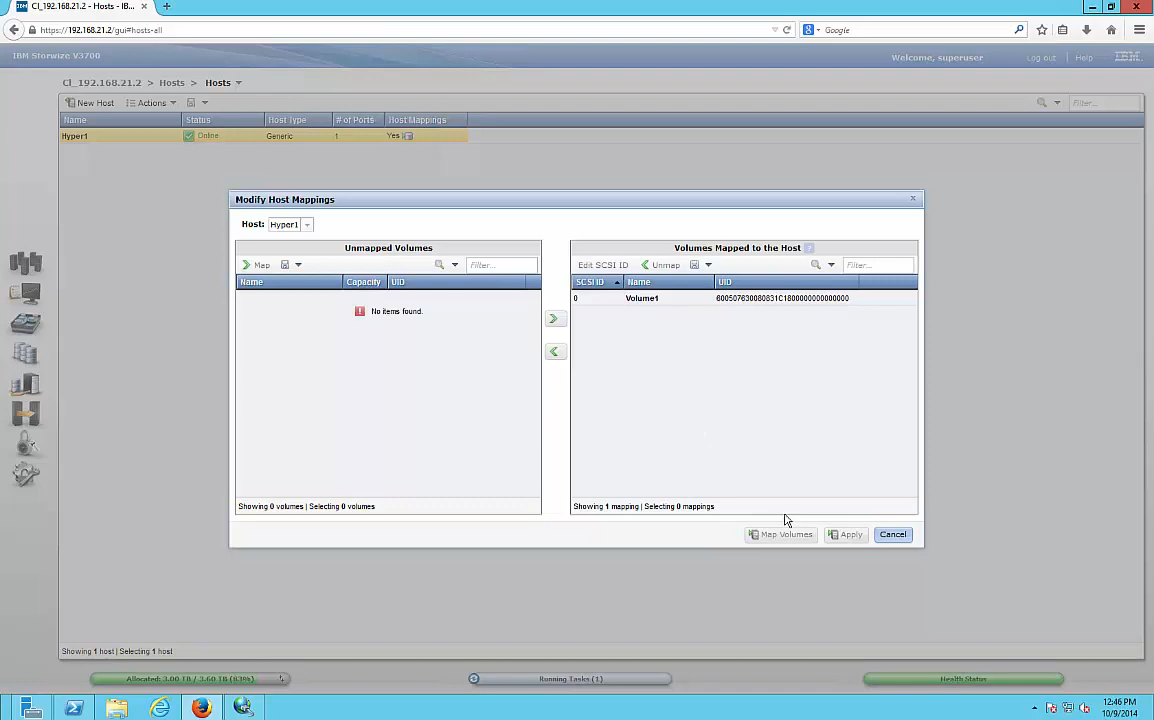 CI_192.168.21.2 - Hosts - IB...
https://192.168.21.2/gui#hosts-all
Google
IBM Storwize V3700
Welcome, superuser
Log out
Help
IBM
CI_192.168.21.2 > Hosts > Hosts
New Host
Actions
Filter...
Name
Status
Host Type
# of Ports
Host Mappings
Hyper1
Online
Generic
1
Yes
Modify Host Mappings
Host:
Hyper1
Unmapped Volumes
Volumes Mapped to the Host
Map
Filter...
Edit SCSI ID
Unmap
Filter...
Name
Capacity
UID
SCSI ID
Name
UID
No items found.
0
Volume1
600507630080831C1800000000000000
Showing 0 volumes | Selecting 0 volumes
Showing 1 mapping | Selecting 0 mappings
Map Volumes
Apply
Cancel
Showing 1 host | Selecting 1 host
Allocated: 3.00 TB / 3.60 TB (83%)
Running Tasks (1)
Health Status
12:46 PM
10/9/2014